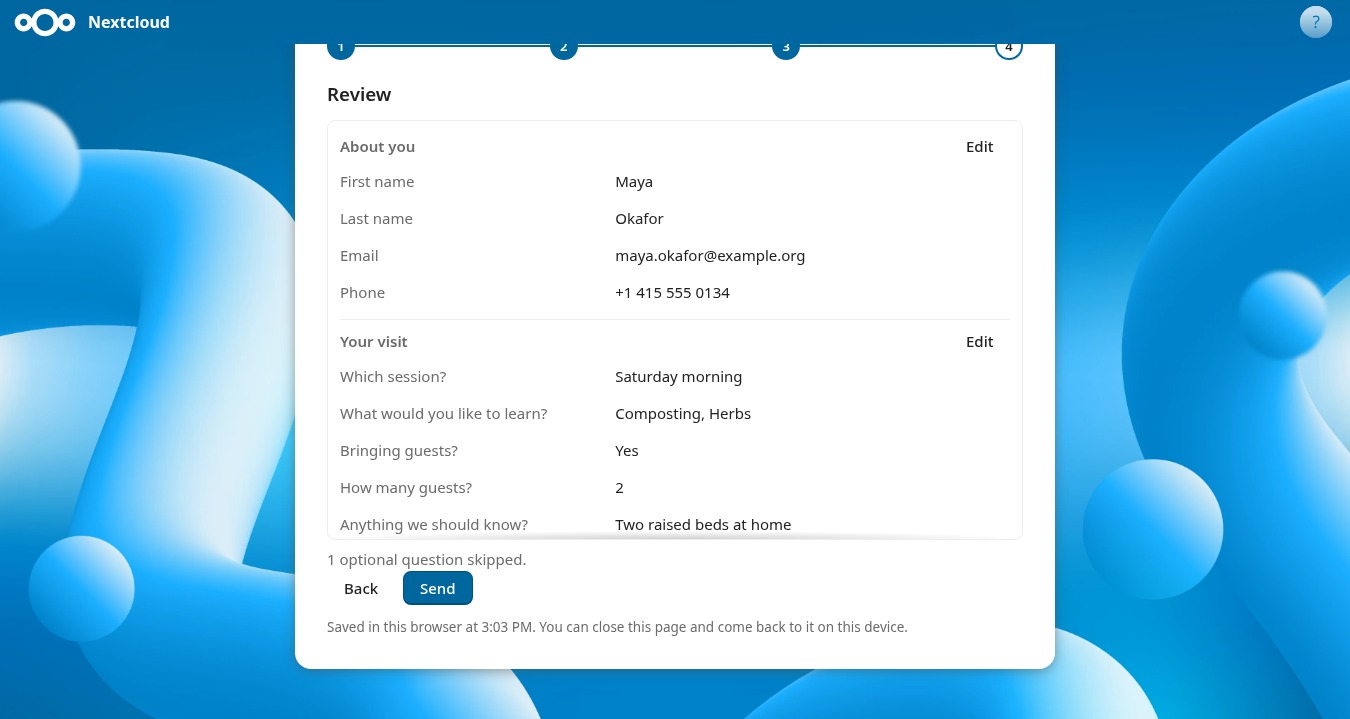 Nextcloud
?
1 2 3 4
Review
About you Edit
First name Maya
Last name Okafor
Email maya.okafor@example.org
Phone +1 415 555 0134
Your visit Edit
Which session? Saturday morning
What would you like to learn? Composting, Herbs
Bringing guests? Yes
How many guests? 2
Anything we should know? Two raised beds at home
1 optional question skipped.
Back Send
Saved in this browser at 3:03 PM. You can close this page and come back to it on this device.